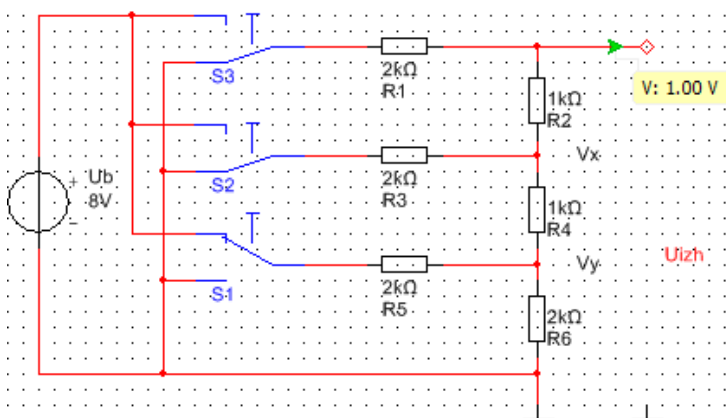 S3
2kΩ
R1
V: 1.00 V
1kΩ
R2
Ub
8V
+
−
S2
2kΩ
R3
Vx
1kΩ
R4
Uizh
S1
2kΩ
R5
Vy
2kΩ
R6